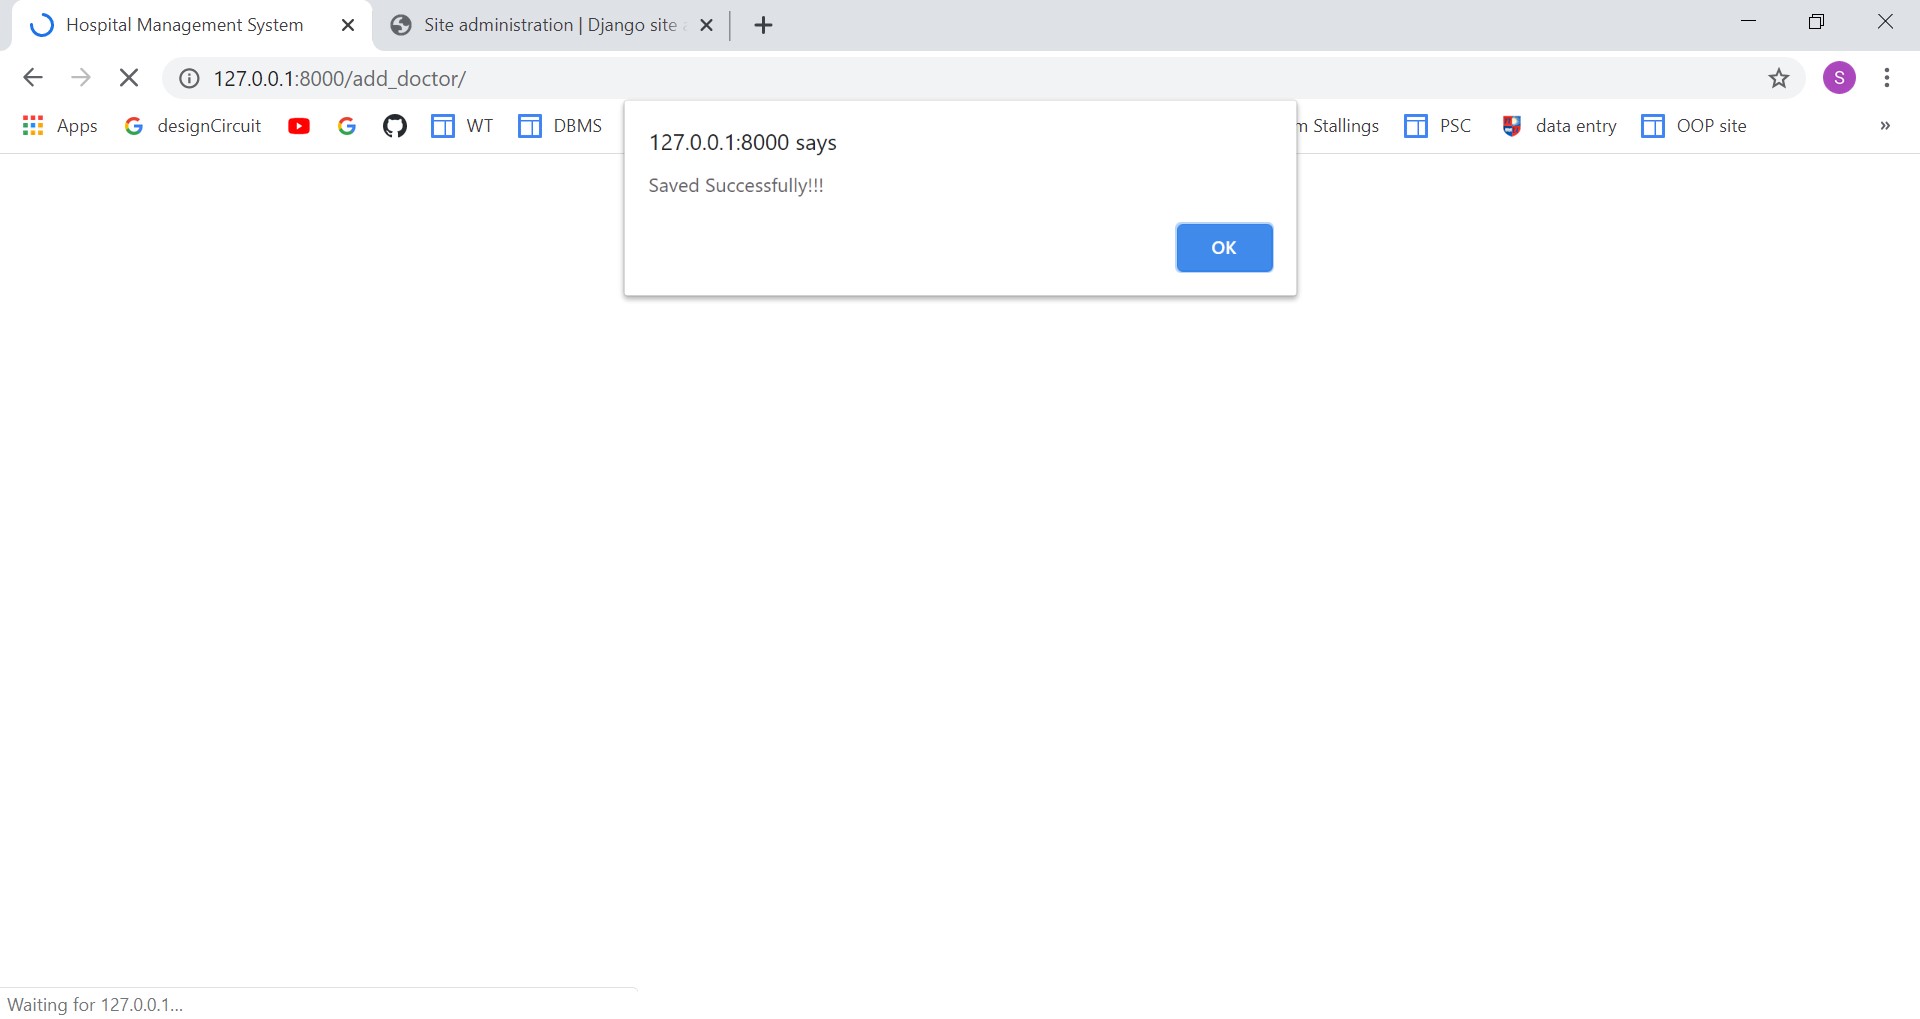 Hospital Management System
Site administration | Django site
127.0.0.1:8000/add_doctor/
S
Apps
designCircuit
WT
DBMS
Stallings
PSC
data entry
OOP site
»
127.0.0.1:8000 says
Saved Successfully!!!
OK
Waiting for 127.0.0.1...